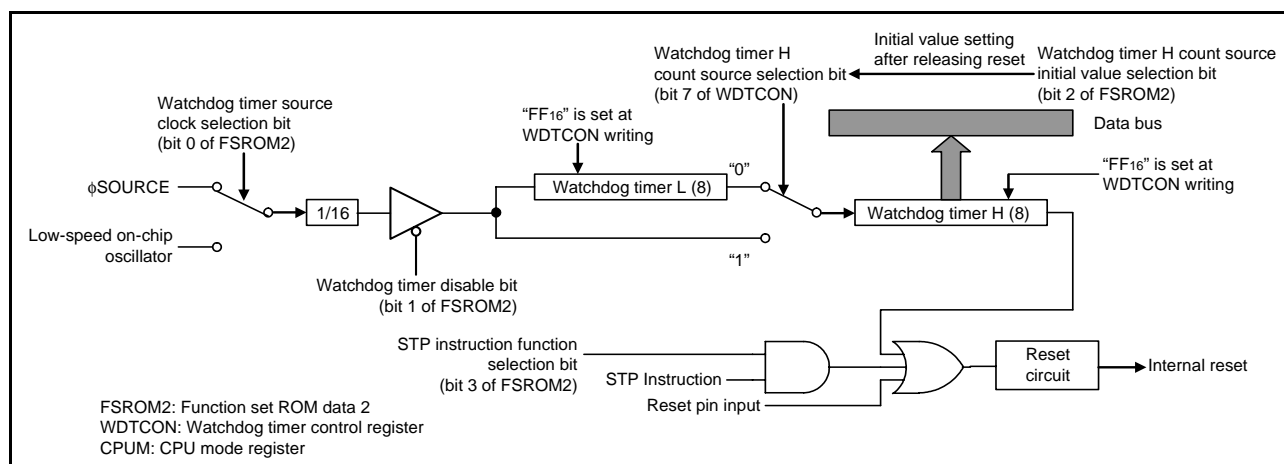 Initial value setting
after releasing reset
Watchdog timer H
count source selection bit
(bit 7 of WDTCON)
Watchdog timer H count source
initial value selection bit
(bit 2 of FSROM2)
Watchdog timer source
clock selection bit
(bit 0 of FSROM2)
“FF16” is set at
WDTCON writing
Data bus
“0”
“FF16” is set at
WDTCON writing
ϕSOURCE
1/16
Watchdog timer L (8)
Watchdog timer H (8)
Low-speed on-chip
oscillator
“1”
Watchdog timer disable bit
(bit 1 of FSROM2)
STP instruction function
selection bit
(bit 3 of FSROM2)
STP Instruction
Reset pin input
Reset
circuit
Internal reset
FSROM2: Function set ROM data 2
WDTCON: Watchdog timer control register
CPUM: CPU mode register